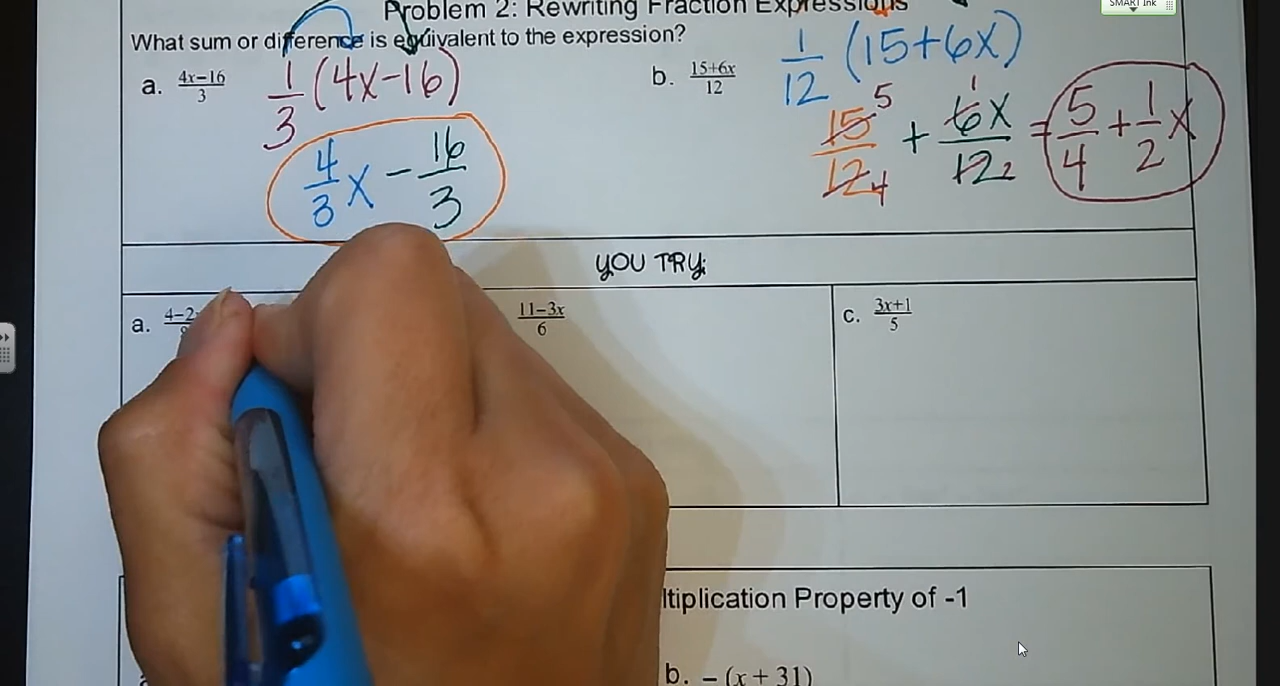 Problem 2: Rewriting Fraction Expressions
SMART Ink
What sum or difference is equivalent to the expression?
a. 4x−16/3
1/3 (4x-16)
4/3 x - 16/3
b. 15+6x/12
1/12 (15+6x)
15/12 5 4 + 6x/12 1 2 = 5/4 + 1/2 x
YOU TRY:
a. 4−2
11−3x/6
c. 3x+1/5
ltiplication Property of -1
b. − (x + 31)